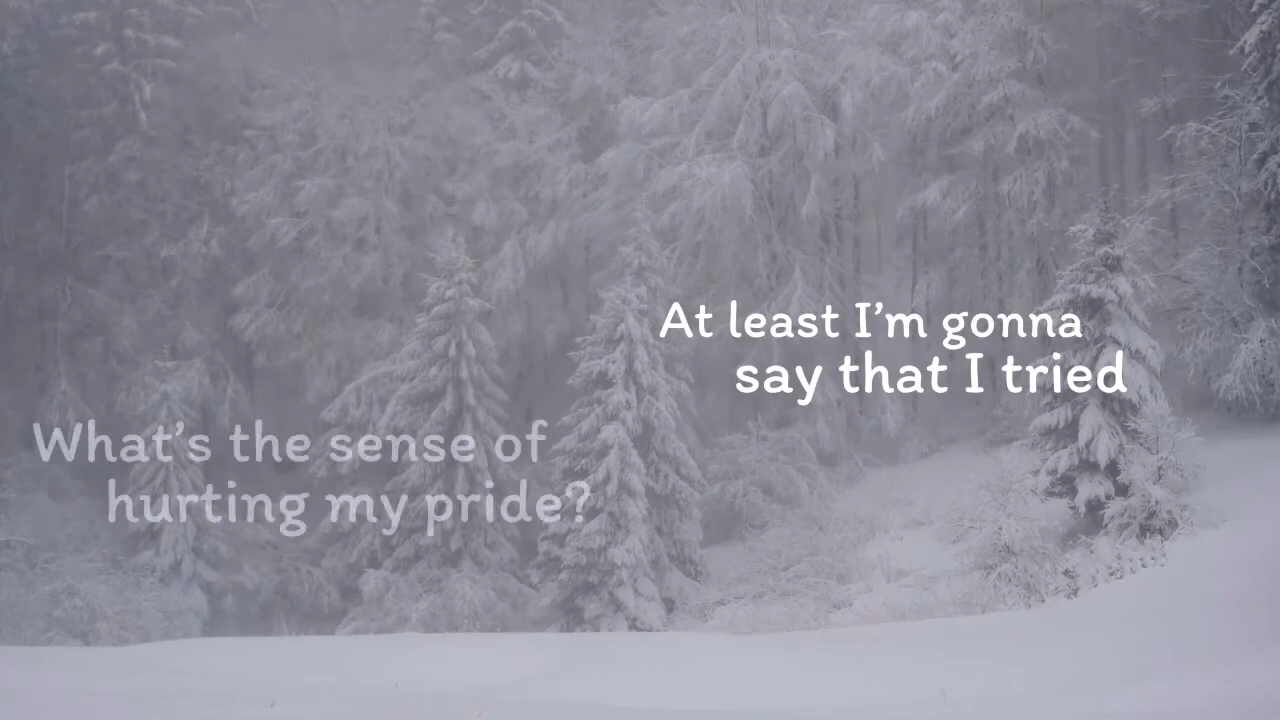 At least I’m gonna
say that I tried
What’s the sense of
hurting my pride?